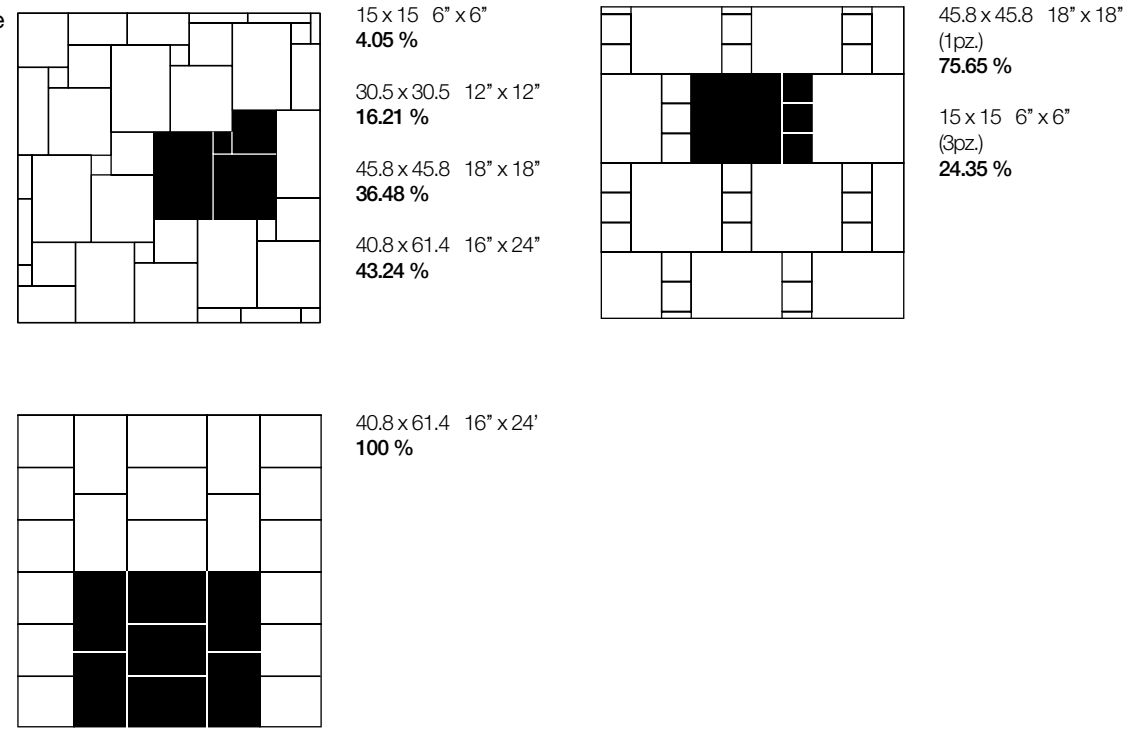 e
15 x 15 6” x 6”
4.05 %
30.5 x 30.5 12” x 12”
16.21 %
45.8 x 45.8 18” x 18”
36.48 %
40.8 x 61.4 16” x 24”
43.24 %
45.8 x 45.8 18” x 18”
(1pz.)
75.65 %
15 x 15 6” x 6”
(3pz.)
24.35 %
40.8 x 61.4 16” x 24’
100 %